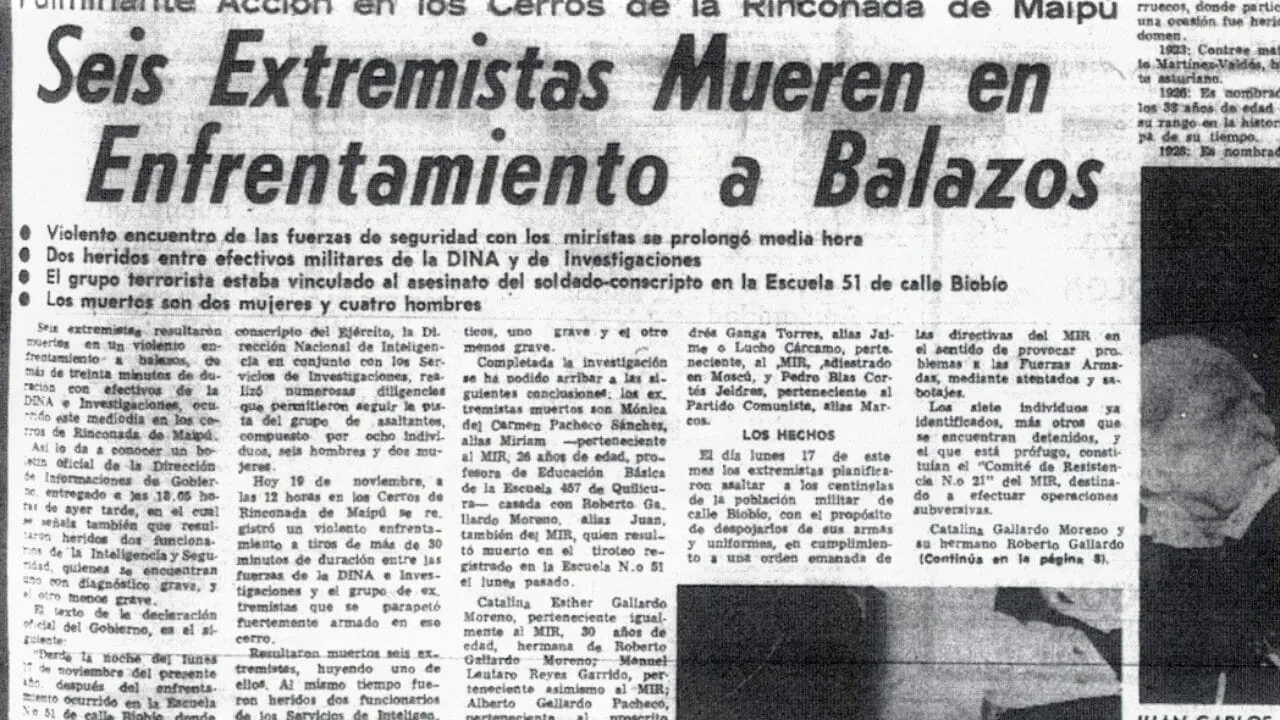 Fulminante Acción en los Cerros de la Rinconada de Maipú
Seis Extremistas Mueren en
Enfrentamiento a Balazos
● Violento encuentro de las fuerzas de seguridad con los miristas se prolongó media hora
● Dos heridos entre efectivos militares de la DINA y de Investigaciones
● El grupo terrorista estaba vinculado al asesinato del soldado-conscripto en la Escuela 51 de calle Biobío
● Los muertos son dos mujeres y cuatro hombres
Seis extremistas resultaron
muertos en un violento en-
frentamiento a balazos, de
más de treinta minutos de du-
ración con efectivos de la
DINA e Investigaciones, ocu-
rrido este mediodía en los ce-
rros de Rinconada de Maipú.
Así lo da a conocer un bo-
letín oficial de la Dirección
de Informaciones de Gobier-
no, entregado a las 18.05 ho-
ras de ayer tarde, en el cual
se señala también que resul-
taron heridos dos funciona-
rios de la Inteligencia y Segu-
ridad, quienes se encuentran
uno con diagnóstico grave, y
el otro menos grave.
El texto de la declaración
oficial del Gobierno, es el si-
guiente:
"Desde la noche del lunes
17 de noviembre del presente
año, después del enfrenta-
miento ocurrido en la Escuela
N.o 51 de calle Biobío, donde
conscripto del Ejército, la Di-
rección Nacional de Inteligen-
cia en conjunto con los Ser-
vicios de Investigaciones, rea-
lizó numerosas diligencias
que permitieron seguir la pis-
ta del grupo de asaltantes,
compuesto por ocho indivi-
duos, seis hombres y dos mu-
jeres.
Hoy 19 de noviembre, a
las 12 horas en los Cerros de
Rinconada de Maipú se re-
gistró un violento enfrenta-
miento a tiros de más de 30
minutos de duración entre las
fuerzas de la DINA e Inves-
tigaciones y el grupo de ex-
tremistas que se parapetó
fuertemente armado en ese
cerro.
Resultaron muertos seis ex-
tremistas, huyendo uno de
ellos. Al mismo tiempo fue-
ron heridos dos funcionarios
de los Servicios de Inteligen-
ticos, uno grave y el otro
menos grave.
Completada la investigación
se ha podido arribar a las si-
guientes conclusiones: los ex-
tremistas muertos son Mónica
del Carmen Pacheco Sánchez,
alias Miriam —perteneciente
al MIR; 26 años de edad, pro-
fesora de Educación Básica
de la Escuela 457 de Quilicu-
ra— casada con Roberto Ga-
llardo Moreno, alias Juan,
también del MIR, quien resul-
tó muerto en el tiroteo re-
gistrado en la Escuela N.o 51
el lunes pasado.
Catalina Esther Gallardo
Moreno, perteneciente igual-
mente al MIR, 30 años de
edad, hermana de Roberto
Gallardo Moreno; Manuel
Lautaro Reyes Garrido, per-
teneciente asimismo al MIR;
Alberto Gallardo Pacheco,
perteneciente al proscrito
drés Ganga Torres, alias Jai-
me o Lucho Cárcamo, perte-
neciente, al MIR, adiestrado
en Moscú, y Pedro Blas Cor-
tés Jeldres, perteneciente al
Partido Comunista, alias Mar-
cos.
LOS HECHOS
El día lunes 17 de este
mes los extremistas planifica-
ron asaltar a los centinelas
de la población militar de
calle Biobío, con el propósito
de despojarlos de sus armas
y uniformes, en cumplimien-
to a una orden emanada de
las directivas del MIR en
el sentido de provocar pro-
blemas a las Fuerzas Arma-
das, mediante atentados y sa-
botajes.
Los siete individuos ya
identificados, más otros que
se encuentran detenidos, y
el que está prófugo, consti-
tuían el "Comité de Resisten-
cia N.o 21" del MIR, destina-
do a efectuar operaciones
subversivas.
Catalina Gallardo Moreno y
su hermano Roberto Gallardo
(Continúa en la página 8).
rruecos, donde partic
una ocasión fue heri
domen.
1923: Contrae mat
lo Martínez-Valdés, h
te asturiano.
1926: Es nombrad
los 33 años de edad
su rango en la histor
pa de su tiempo.
1928: Es nombrad